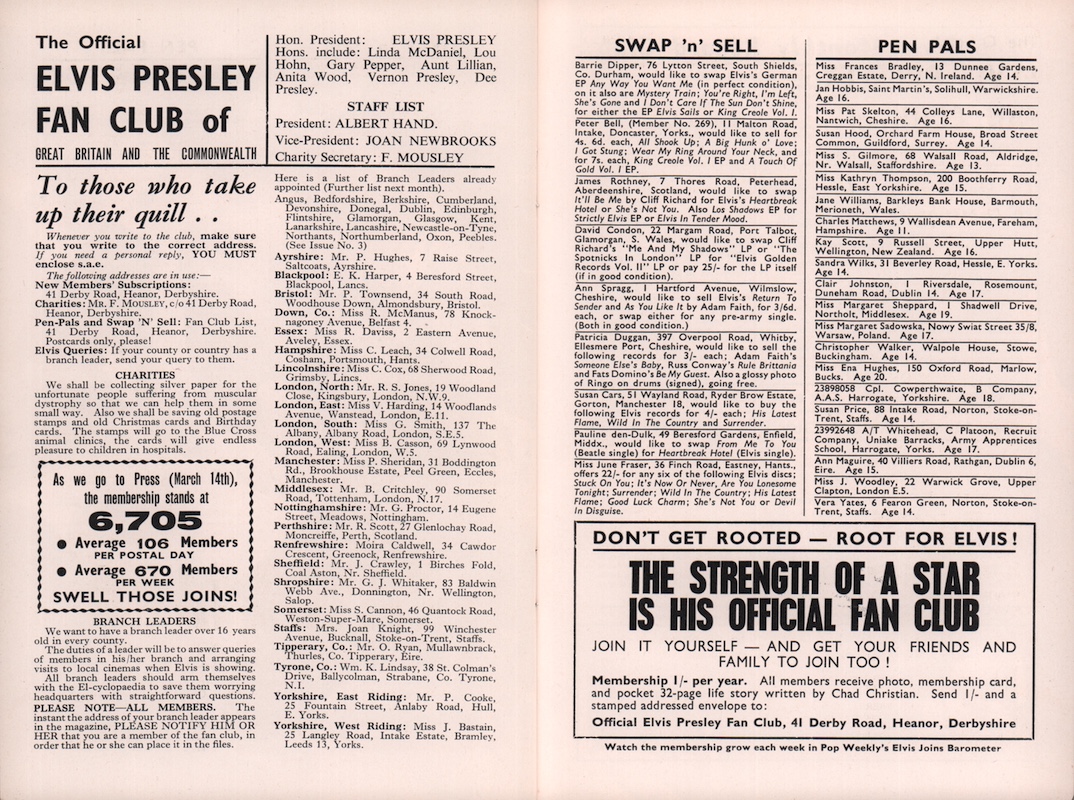 The Official
ELVIS PRESLEY
FAN CLUB of
GREAT BRITAIN AND THE COMMONWEALTH
Hon. President: ELVIS PRESLEY
Hons. include: Linda McDaniel, Lou
Hohn, Gary Pepper, Aunt Lillian,
Anita Wood, Vernon Presley, Dee
Presley.
STAFF LIST
President: ALBERT HAND.
Vice-President: JOAN NEWBROOKS
Charity Secretary: F. MOUSLEY
To those who take
up their quill . .
Whenever you write to the club, make sure
that you write to the correct address.
If you need a personal reply, YOU MUST
enclose s.a.e.
The following addresses are in use:—
New Members' Subscriptions:
41 Derby Road, Heanor, Derbyshire.
Charities: MR. F. MOUSLEY, c/o 41 Derby Road,
Heanor, Derbyshire.
Pen-Pals and Swap 'N' Sell: Fan Club List,
41 Derby Road, Heanor, Derbyshire.
Postcards only, please!
Elvis Queries: If your county or country has a
branch leader, send your query to them.
CHARITIES
We shall be collecting silver paper for the
unfortunate people suffering from muscular
dystrophy so that we can help them in some
small way. Also we shall be saving old postage
stamps and old Christmas cards and Birthday
cards. The stamps will go to the Blue Cross
animal clinics, the cards will give endless
pleasure to children in hospitals.
As we go to Press (March 14th),
the membership stands at
6,705
● Average 106 Members
PER POSTAL DAY
● Average 670 Members
PER WEEK
SWELL THOSE JOINS!
BRANCH LEADERS
We want to have a branch leader over 16 years
old in every county.
The duties of a leader will be to answer queries
of members in his/her branch and arranging
visits to local cinemas when Elvis is showing.
All branch leaders should arm themselves
with the El-cyclopaedia to save them worrying
headquarters with straightforward questions.
PLEASE NOTE—ALL MEMBERS. The
instant the address of your branch leader appears
in the magazine, PLEASE NOTIFY HIM OR
HER that you are a member of the fan club, in
order that he or she can place it in the files.
Here is a list of Branch Leaders already
appointed (Further list next month).
Angus, Bedfordshire, Berkshire, Cumberland,
Devonshire, Donegal, Dublin, Edinburgh,
Flintshire, Glamorgan, Glasgow, Kent,
Lanarkshire, Lancashire, Newcastle-on-Tyne,
Northants, Northumberland, Oxon, Peebles.
(See Issue No. 3)
Ayrshire: Mr. P. Hughes, 7 Raise Street,
Saltcoats, Ayrshire.
Blackpool: E. K. Harper, 4 Beresford Street,
Blackpool, Lancs.
Bristol: Mr. P. Townsend, 34 South Road,
Woodhouse Down, Almondsbury, Bristol.
Down, Co.: Miss R. McManus, 78 Knock-
nagoney Avenue, Belfast 4.
Essex: Miss R. Davies, 2 Eastern Avenue,
Aveley, Essex.
Hampshire: Miss C. Leach, 34 Colwell Road,
Cosham, Portsmouth, Hants.
Lincolnshire: Miss C. Cox, 68 Sherwood Road,
Grimsby, Lincs.
London, North: Mr. R. S. Jones, 19 Woodland
Close, Kingsbury, London, N.W.9.
London, East: Miss V. Harding, 14 Woodlands
Avenue, Wanstead, London, E.11.
London, South: Miss G. Smith, 137 The
Albany, Albany Road, London, S.E.5.
London, West: Miss B. Casson, 69 Lynwood
Road, Ealing, London, W.5.
Manchester: Miss P. Sheridan, 31 Boddington
Rd., Brookhouse Estate, Peel Green, Eccles,
Manchester.
Middlesex: Mr. B. Critchley, 90 Somerset
Road, Tottenham, London, N.17.
Nottinghamshire: Mr. G. Proctor, 14 Eugene
Street, Meadows, Nottingham.
Perthshire: Mr. R. Scott, 27 Glenlochay Road,
Moncreiffe, Perth, Scotland.
Renfrewshire: Moira Caldwell, 34 Cawdor
Crescent, Greenock, Renfrewshire.
Sheffield: Mr. J. Crawley, 1 Birches Fold,
Coal Aston, Nr. Sheffield.
Shropshire: Mr. G. J. Whitaker, 83 Baldwin
Webb Ave., Donnington, Nr. Wellington,
Salop.
Somerset: Miss S. Cannon, 46 Quantock Road,
Weston-Super-Mare, Somerset.
Staffs: Mrs. Joan Knight, 99 Winchester
Avenue, Bucknall, Stoke-on-Trent, Staffs.
Tipperary, Co.: Mr. O. Ryan, Mullawnbrack,
Thurles, Co. Tipperary, Eire.
Tyrone, Co.: Wm. K. Lindsay, 38 St. Colman's
Drive, Ballycolman, Strabane, Co. Tyrone,
N.I.
Yorkshire, East Riding: Mr. P. Cooke,
25 Fountain Street, Anlaby Road, Hull,
E. Yorks.
Yorkshire, West Riding: Miss J. Bastain,
25 Langley Road, Intake Estate, Bramley,
Leeds 13, Yorks.
SWAP 'n' SELL
Barrie Dipper, 76 Lytton Street, South Shields,
Co. Durham, would like to swap Elvis's German
EP Any Way You Want Me (in perfect condition),
on it also are Mystery Train; You're Right, I'm Left,
She's Gone and I Don't Care If The Sun Don't Shine,
for either the EP Elvis Sails or King Creole Vol. I.
Peter Bell, (Member No. 269), 11 Malton Road,
Intake, Doncaster, Yorks., would like to sell for
4s. 6d. each, All Shook Up; A Big Hunk o' Love;
I Got Stung; Wear My Ring Around Your Neck, and
for 7s. each, King Creole Vol. I EP and A Touch Of
Gold Vol. I EP.
James Rothney, 7 Thores Road, Peterhead,
Aberdeenshire, Scotland, would like to swap
It'll Be Me by Cliff Richard for Elvis's Heartbreak
Hotel or She's Not You. Also Los Shadows EP for
Strictly Elvis EP or Elvis In Tender Mood.
David Condon, 22 Margam Road, Port Talbot,
Glamorgan, S. Wales, would like to swap Cliff
Richard's "Me And My Shadows" LP or "The
Spotnicks In London" LP for "Elvis Golden
Records Vol. II" LP or pay 25/- for the LP itself
(if in good condition).
Ann Spragg, 1 Hartford Avenue, Wilmslow,
Cheshire, would like to sell Elvis's Return To
Sender and As You Like It by Adam Faith, for 3/6d.
each, or swap either for any pre-army single.
(Both in good condition.)
Patricia Duggan, 397 Overpool Road, Whitby,
Ellesmere Port, Cheshire, would like to sell the
following records for 3/- each; Adam Faith's
Someone Else's Baby, Russ Conway's Rule Brittania
and Fats Domino's Be My Guest. Also a glossy photo
of Ringo on drums (signed), going free.
Susan Cars, 51 Wayland Road, Ryder Brow Estate,
Gorton, Manchester 18, would like to buy the
following Elvis records for 4/- each; His Latest
Flame, Wild In The Country and Surrender.
Pauline den-Dulk, 49 Beresford Gardens, Enfield,
Middx., would like to swap From Me To You
(Beatle single) for Heartbreak Hotel (Elvis single).
Miss June Fraser, 36 Finch Road, Eastney, Hants.,
offers 22/- for any six of the following Elvis discs;
Stuck On You; It's Now Or Never, Are You Lonesome
Tonight; Surrender; Wild In The Country; His Latest
Flame; Good Luck Charm; She's Not You or Devil
In Disguise.
PEN PALS
Miss Frances Bradley, 13 Dunnee Gardens,
Creggan Estate, Derry, N. Ireland. Age 14.
Jan Hobbis, Saint Martin's, Solihull, Warwickshire.
Age 16.
Miss Pat Skelton, 44 Colleys Lane, Willaston,
Nantwich, Cheshire. Age 16.
Susan Hood, Orchard Farm House, Broad Street
Common, Guildford, Surrey. Age 14.
Miss S. Gilmore, 68 Walsall Road, Aldridge,
Nr. Walsall, Staffordshire. Age 13.
Miss Kathryn Thompson, 200 Boothferry Road,
Hessle, East Yorkshire. Age 15.
Jane Williams, Barkleys Bank House, Barmouth,
Merioneth, Wales.
Charles Matthews, 9 Wallisdean Avenue, Fareham,
Hampshire. Age 11.
Kay Scott, 9 Russell Street, Upper Hutt,
Wellington, New Zealand. Age 16.
Sandra Wilks, 31 Beverley Road, Hessle, E. Yorks.
Age 14.
Clair Johnston, 1 Riversdale, Rosemount,
Duneham Road, Dublin 14. Age 17.
Miss Margaret Sheppard, 1 Shadwell Drive,
Northolt, Middlesex. Age 19.
Miss Margaret Sadowska, Nowy Swiat Street 35/8,
Warsaw, Poland. Age 17.
Christopher Walker, Walpole House, Stowe,
Buckingham. Age 14.
Miss Ena Hughes, 150 Oxford Road, Marlow,
Bucks. Age 20.
23898058 Cpl. Cowperthwaite, B Company,
A.A.S. Harrogate, Yorkshire. Age 18.
Susan Price, 88 Intake Road, Norton, Stoke-on-
Trent, Staffs. Age 14.
23992648 A/T Whitehead, C Platoon, Recruit
Company, Uniake Barracks, Army Apprentices
School, Harrogate, Yorks. Age 17.
Ann Maguire, 40 Villiers Road, Rathgan, Dublin 6,
Eire. Age 15.
Miss J. Woodley, 22 Warwick Grove, Upper
Clapton, London E.5.
Vera Yates, 6 Fearon Green, Norton, Stoke-on-
Trent, Staffs. Age 14.
DON'T GET ROOTED — ROOT FOR ELVIS!
THE STRENGTH OF A STAR
IS HIS OFFICIAL FAN CLUB
JOIN IT YOURSELF — AND GET YOUR FRIENDS AND
FAMILY TO JOIN TOO!
Membership 1/- per year. All members receive photo, membership card,
and pocket 32-page life story written by Chad Christian. Send 1/- and a
stamped addressed envelope to:
Official Elvis Presley Fan Club, 41 Derby Road, Heanor, Derbyshire
Watch the membership grow each week in Pop Weekly's Elvis Joins Barometer